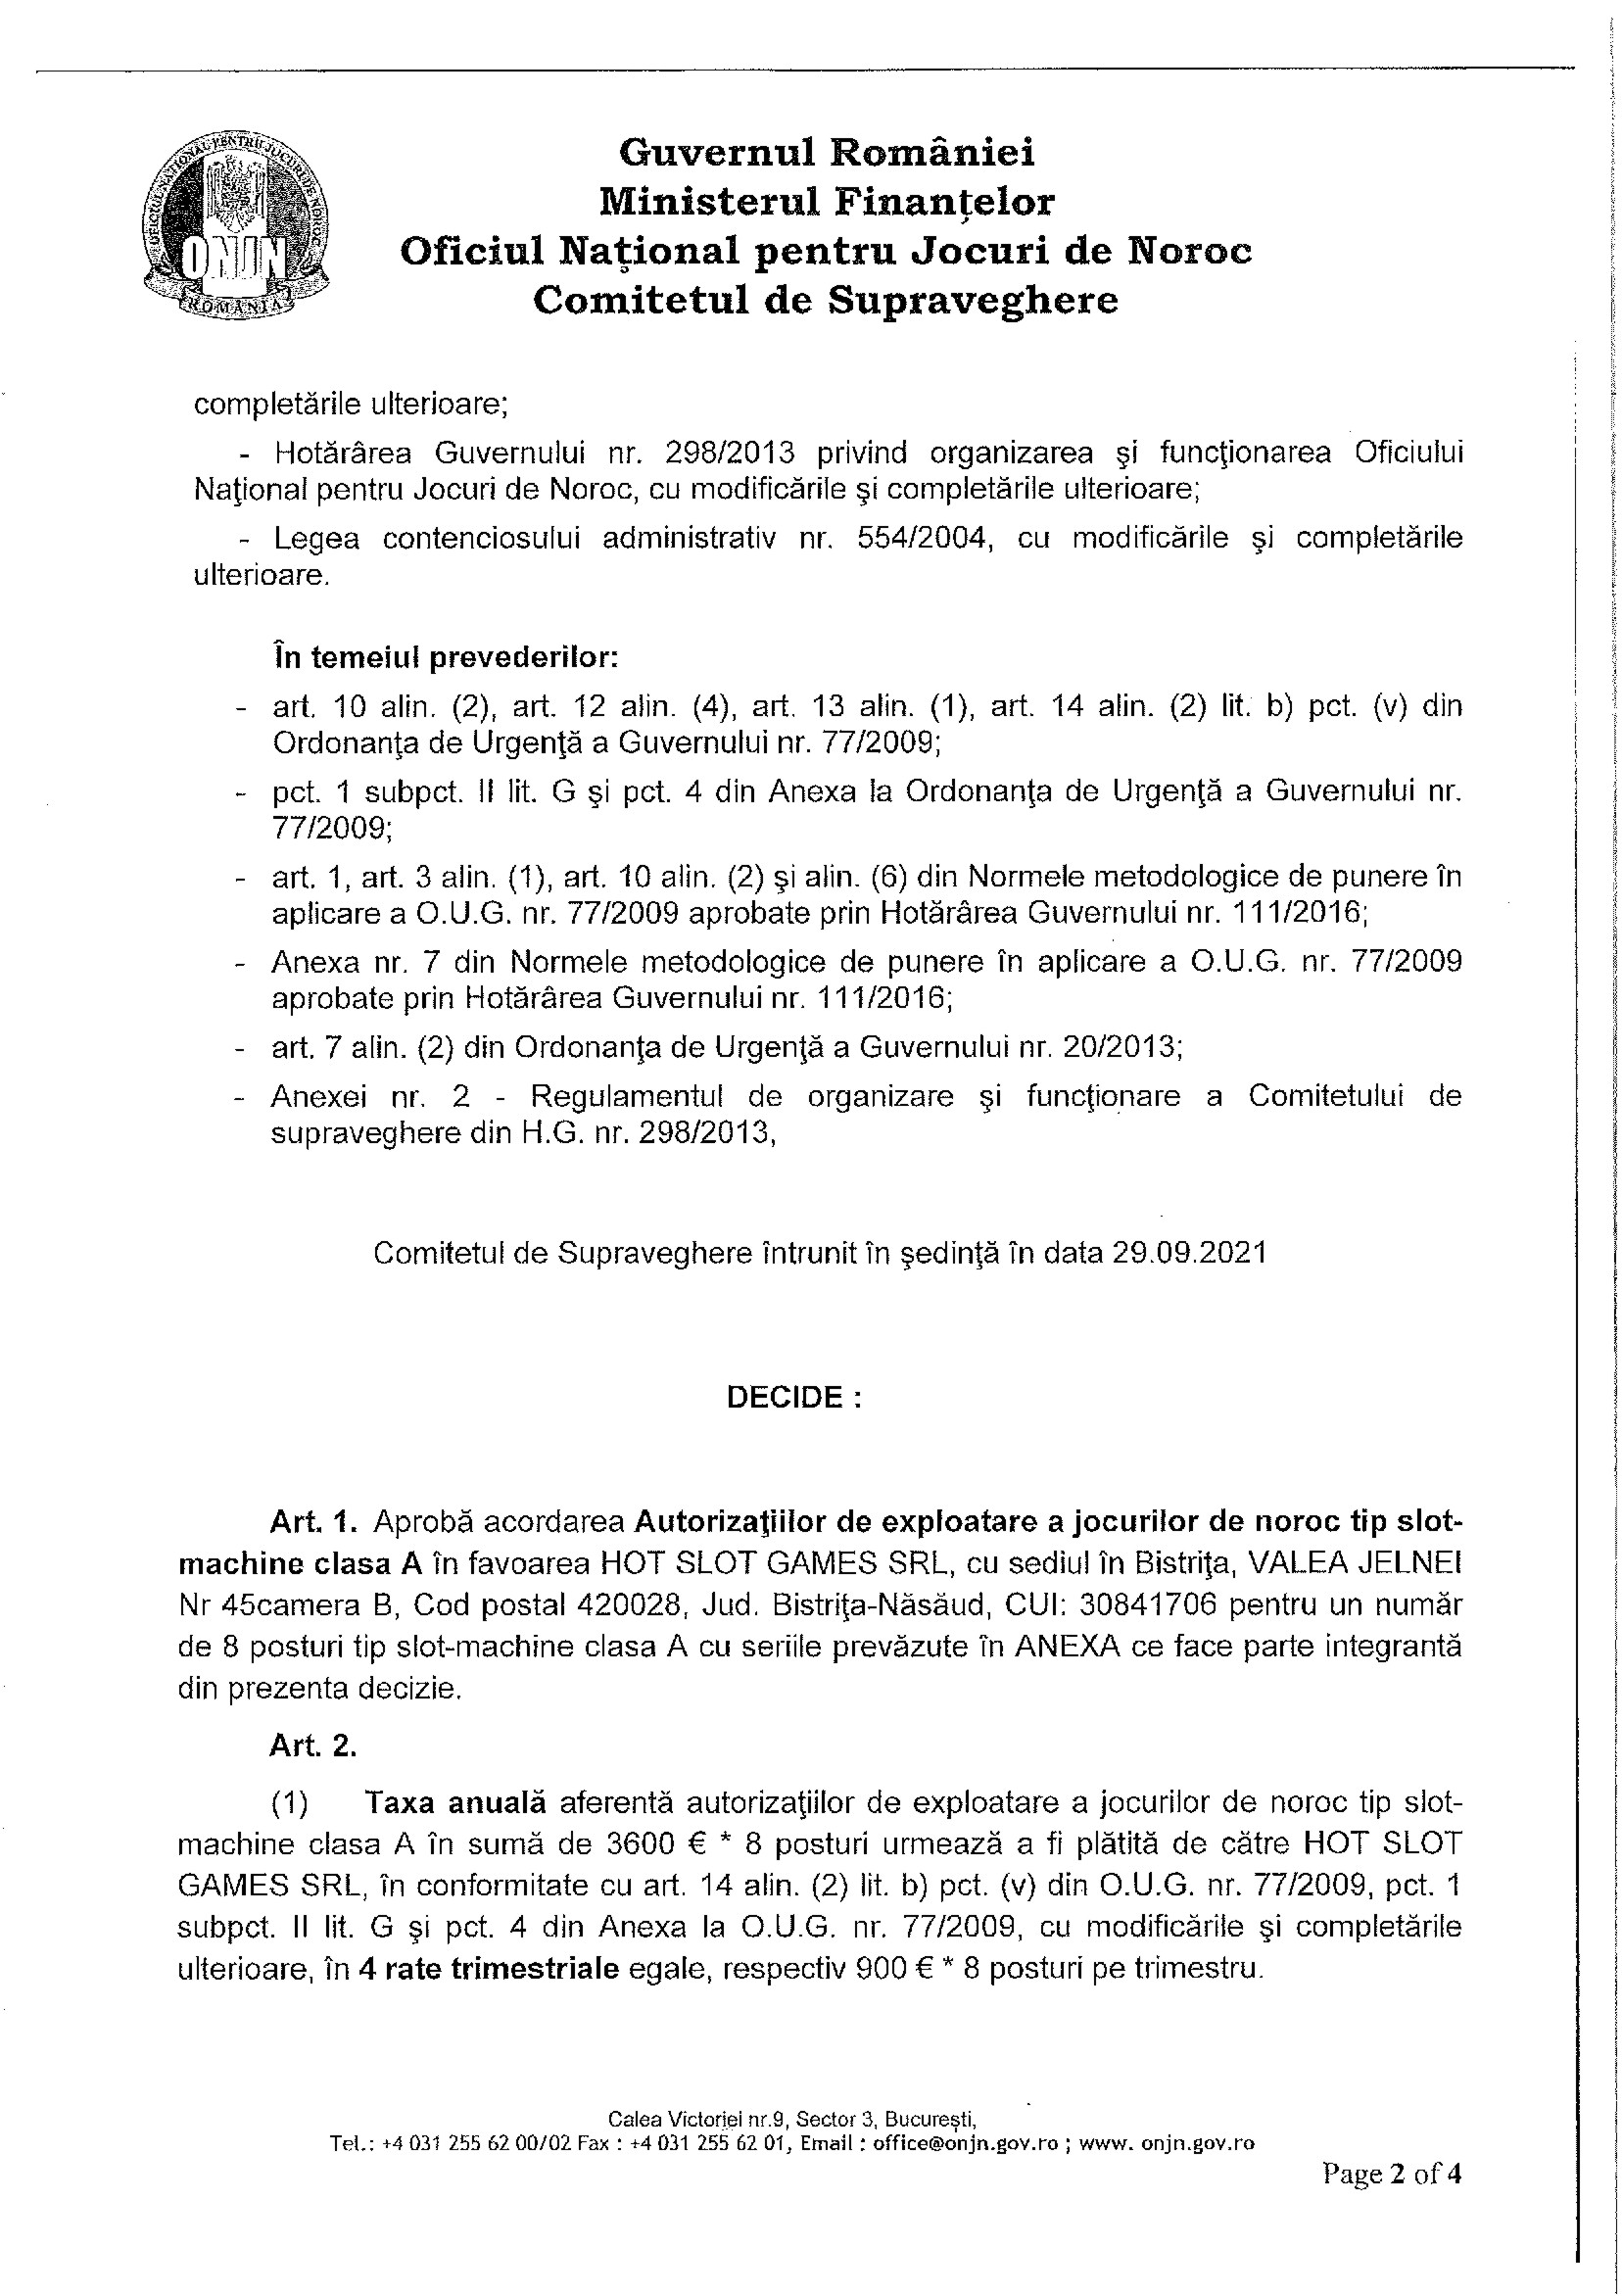 OFICIUL NAŢIONAL PENTRU JOCURI DE NOROC
ONJN
ROMÂNIA
Guvernul României
Ministerul Finanţelor
Oficiul Naţional pentru Jocuri de Noroc
Comitetul de Supraveghere
completările ulterioare;
- Hotărârea Guvernului nr. 298/2013 privind organizarea şi funcţionarea Oficiului
Naţional pentru Jocuri de Noroc, cu modificările şi completările ulterioare;
- Legea contenciosului administrativ nr. 554/2004, cu modificările şi completările
ulterioare.
În temeiul prevederilor:
- art. 10 alin. (2), art. 12 alin. (4), art. 13 alin. (1), art. 14 alin. (2) lit. b) pct. (v) din
Ordonanţa de Urgenţă a Guvernului nr. 77/2009;
- pct. 1 subpct. II lit. G şi pct. 4 din Anexa la Ordonanţa de Urgenţă a Guvernului nr.
77/2009;
- art. 1, art. 3 alin. (1), art. 10 alin. (2) şi alin. (6) din Normele metodologice de punere în
aplicare a O.U.G. nr. 77/2009 aprobate prin Hotărârea Guvernului nr. 111/2016;
- Anexa nr. 7 din Normele metodologice de punere în aplicare a O.U.G. nr. 77/2009
aprobate prin Hotărârea Guvernului nr. 111/2016;
- art. 7 alin. (2) din Ordonanţa de Urgenţă a Guvernului nr. 20/2013;
- Anexei nr. 2 - Regulamentul de organizare şi funcţionare a Comitetului de
supraveghere din H.G. nr. 298/2013,
Comitetul de Supraveghere întrunit în şedinţă în data 29.09.2021
DECIDE :
Art. 1. Aprobă acordarea Autorizaţiilor de exploatare a jocurilor de noroc tip slot-
machine clasa A în favoarea HOT SLOT GAMES SRL, cu sediul în Bistriţa, VALEA JELNEI
Nr 45camera B, Cod postal 420028, Jud. Bistriţa-Năsăud, CUI: 30841706 pentru un număr
de 8 posturi tip slot-machine clasa A cu seriile prevăzute în ANEXA ce face parte integrantă
din prezenta decizie.
Art. 2.
(1) Taxa anuală aferentă autorizaţiilor de exploatare a jocurilor de noroc tip slot-
machine clasa A în sumă de 3600 € * 8 posturi urmează a fi plătită de către HOT SLOT
GAMES SRL, în conformitate cu art. 14 alin. (2) lit. b) pct. (v) din O.U.G. nr. 77/2009, pct. 1
subpct. II lit. G şi pct. 4 din Anexa la O.U.G. nr. 77/2009, cu modificările şi completările
ulterioare, în 4 rate trimestriale egale, respectiv 900 € * 8 posturi pe trimestru.
Calea Victoriei nr.9, Sector 3, Bucureşti,
Tel.: +4 031 255 62 00/02 Fax : +4 031 255 62 01, Email : office@onjn.gov.ro ; www. onjn.gov.ro
Page 2 of 4